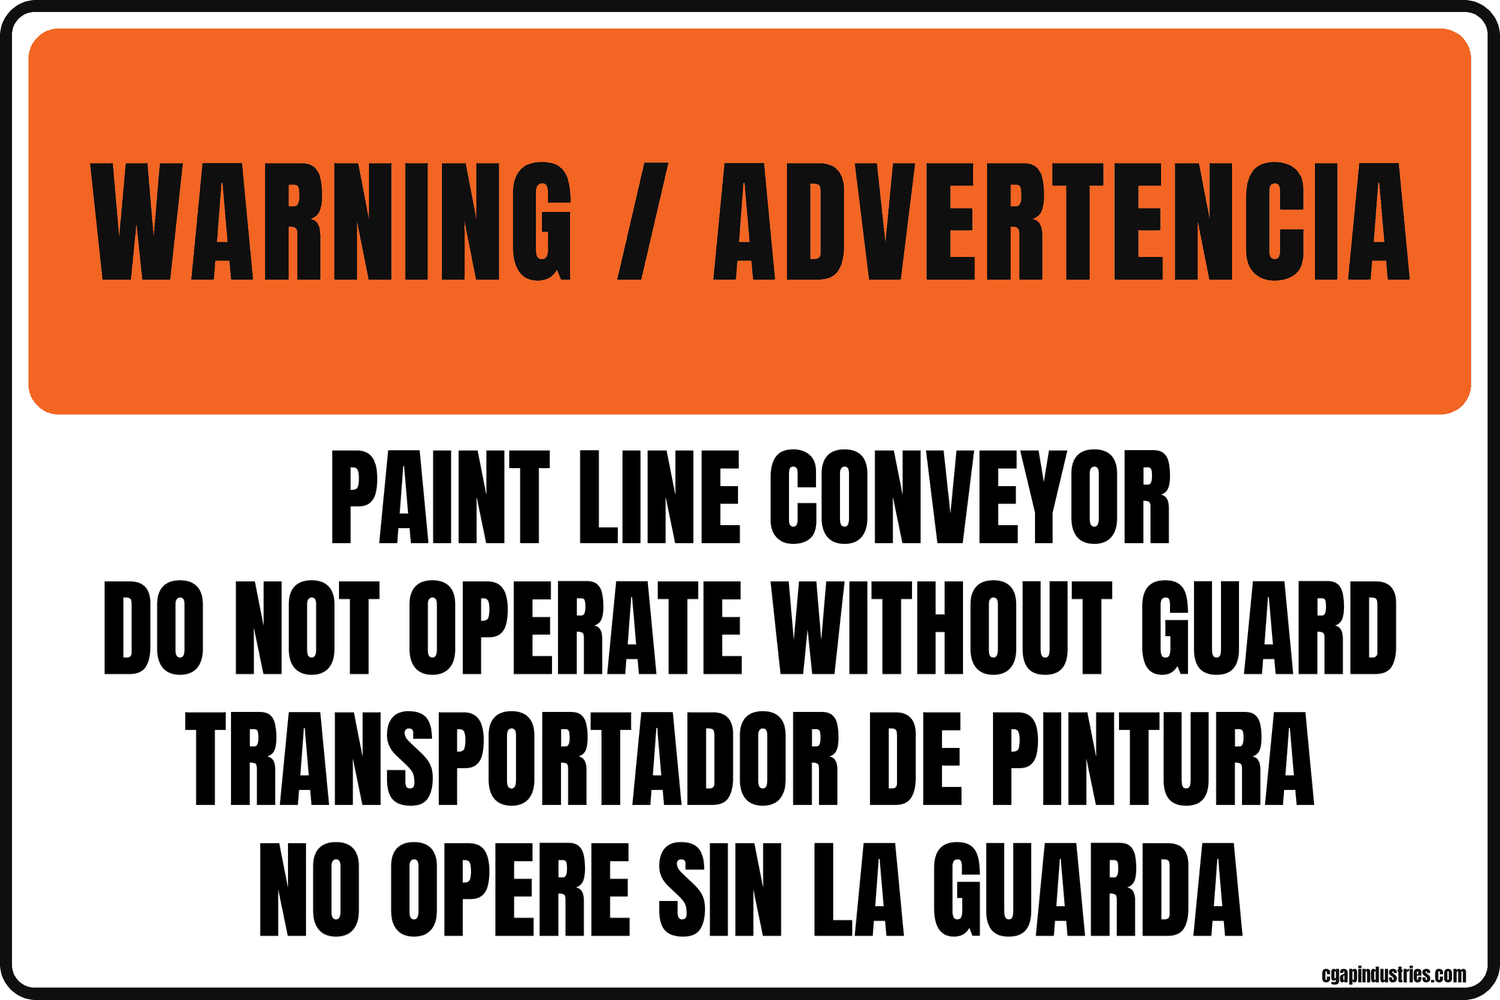 WARNING / ADVERTENCIA
PAINT LINE CONVEYOR
DO NOT OPERATE WITHOUT GUARD
TRANSPORTADOR DE PINTURA
NO OPERE SIN LA GUARDA
cgapindustries.com